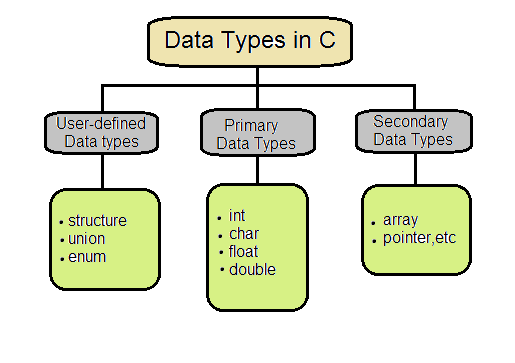 Data Types in C
User-defined
Data types
• structure
• union
• enum
Primary
Data Types
• int
• char
• float
• double
Secondary
Data Types
• array
• pointer,etc